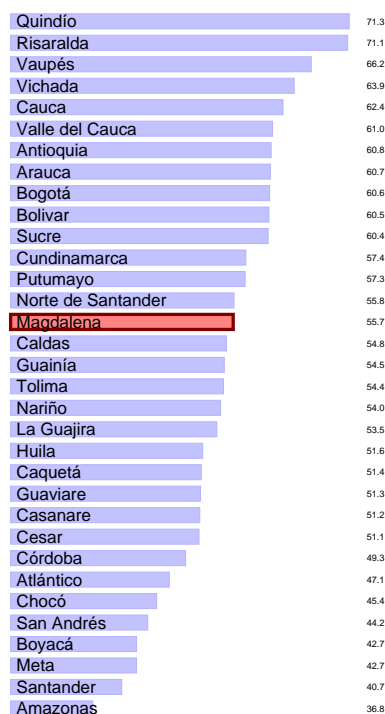 Quindío 71.3
Risaralda 71.1
Vaupés 66.2
Vichada 63.9
Cauca 62.4
Valle del Cauca 61.0
Antioquia 60.8
Arauca 60.7
Bogotá 60.6
Bolivar 60.5
Sucre 60.4
Cundinamarca 57.4
Putumayo 57.3
Norte de Santander 55.8
Magdalena 55.7
Caldas 54.8
Guainía 54.5
Tolima 54.4
Nariño 54.0
La Guajira 53.5
Huila 51.6
Caquetá 51.4
Guaviare 51.3
Casanare 51.2
Cesar 51.1
Córdoba 49.3
Atlántico 47.1
Chocó 45.4
San Andrés 44.2
Boyacá 42.7
Meta 42.7
Santander 40.7
Amazonas 36.8